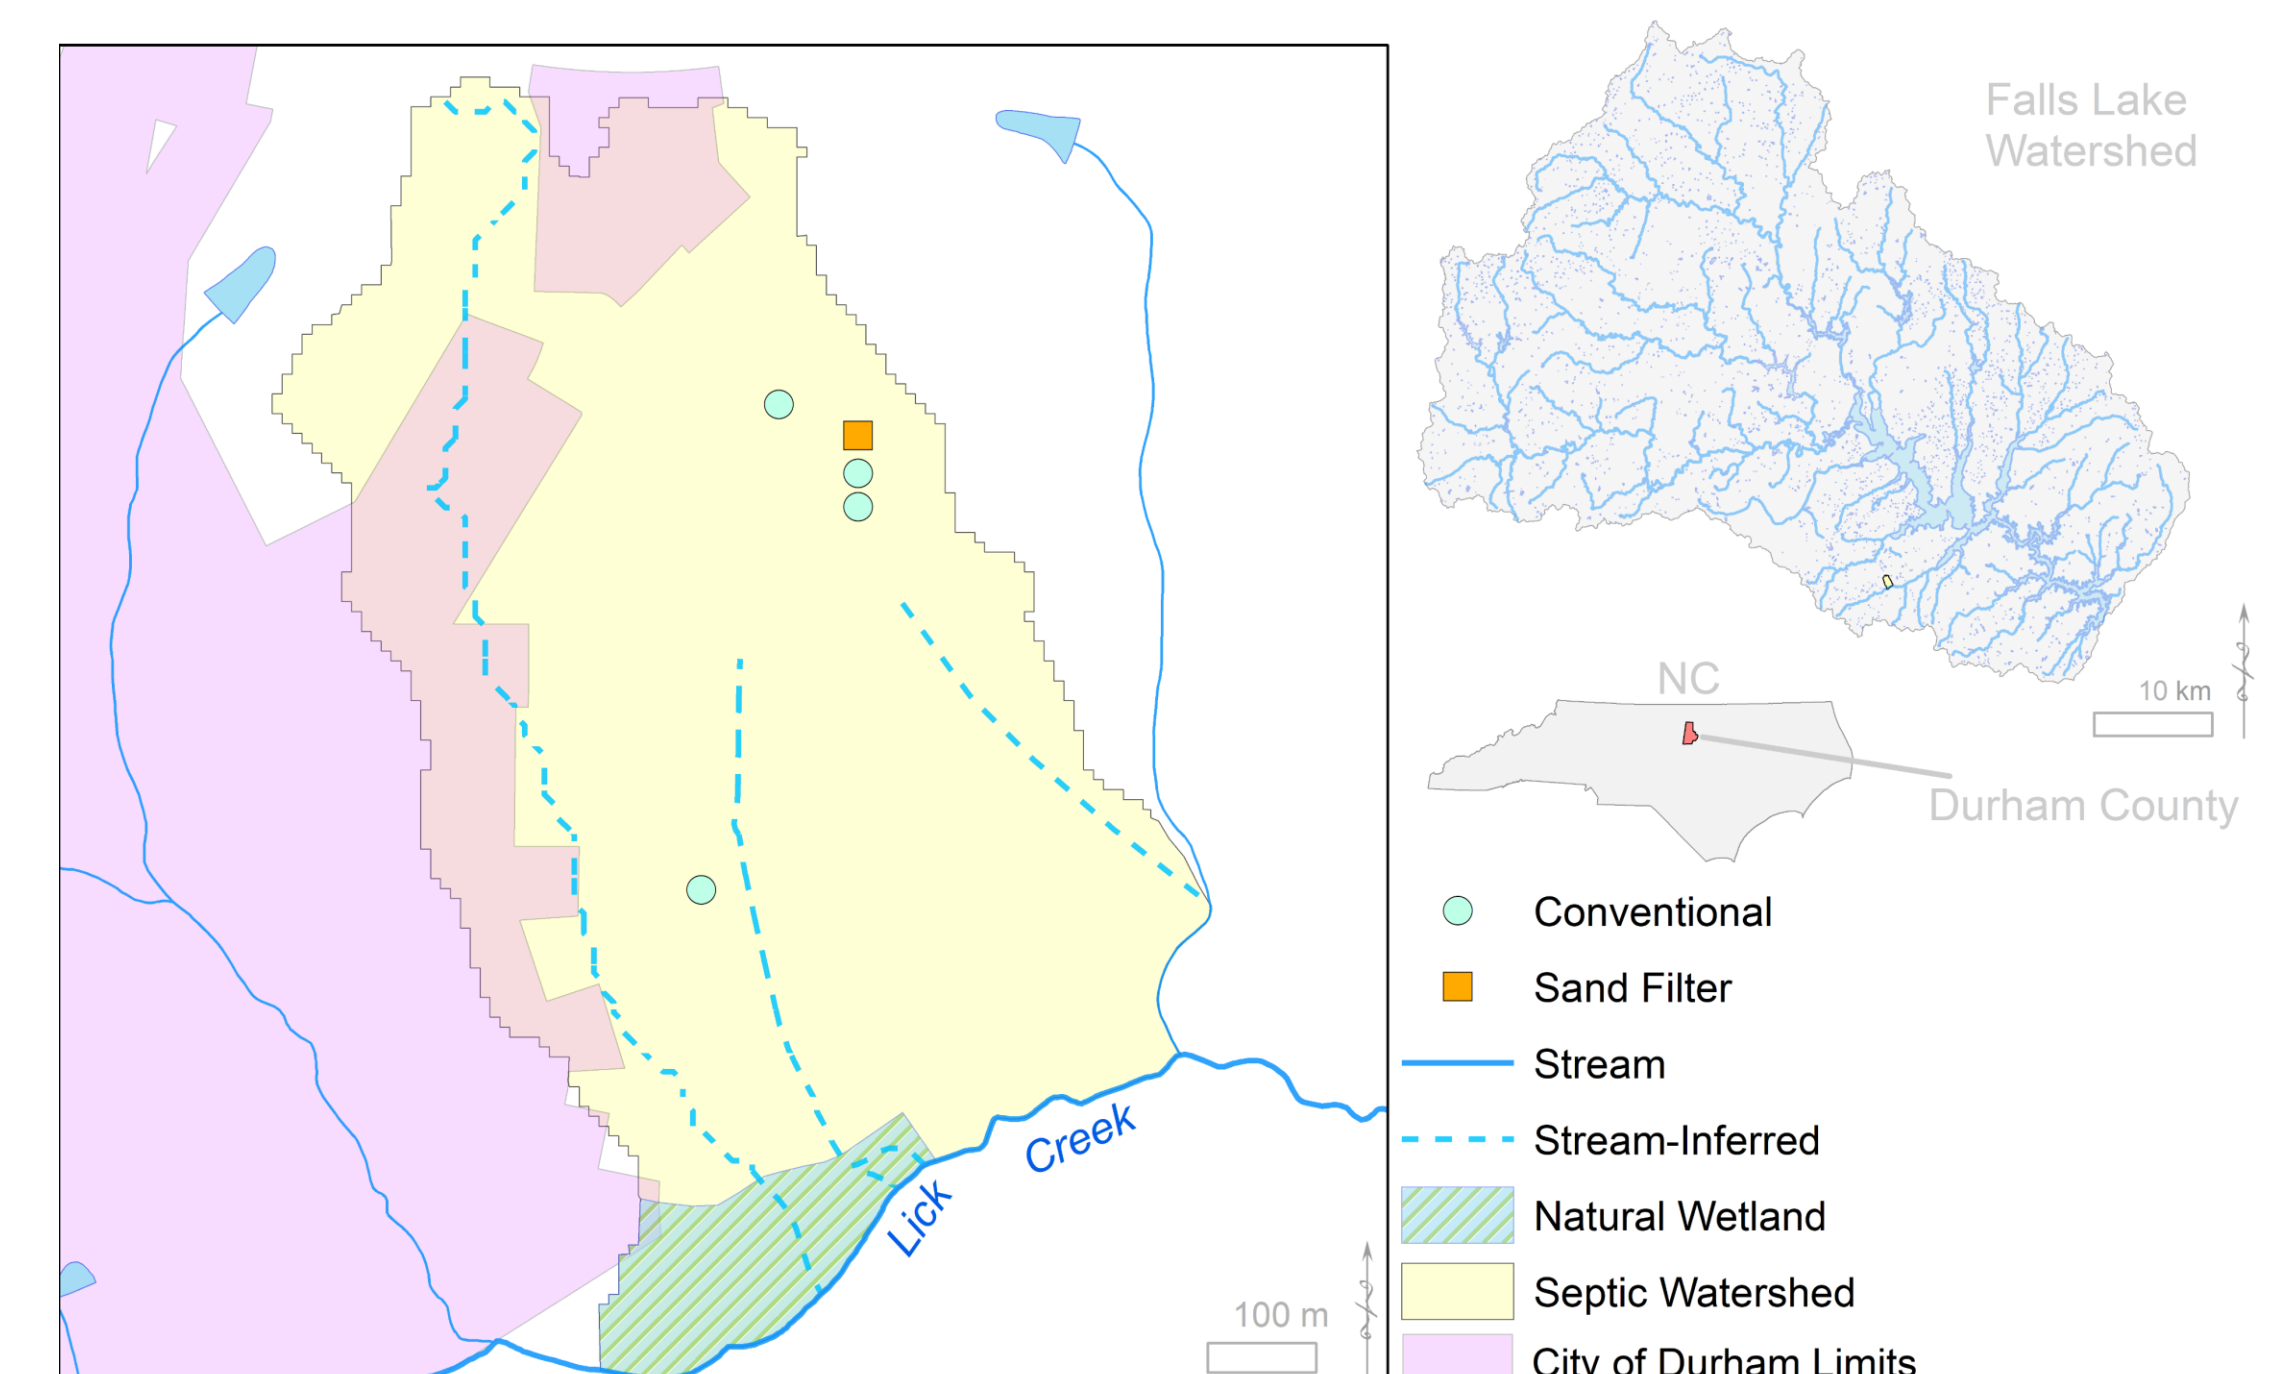 Falls Lake
Watershed
NC
10 km
Durham County
Conventional
Sand Filter
Stream
Stream-Inferred
Natural Wetland
Septic Watershed
City of Durham Limits
Lick
Creek
100 m